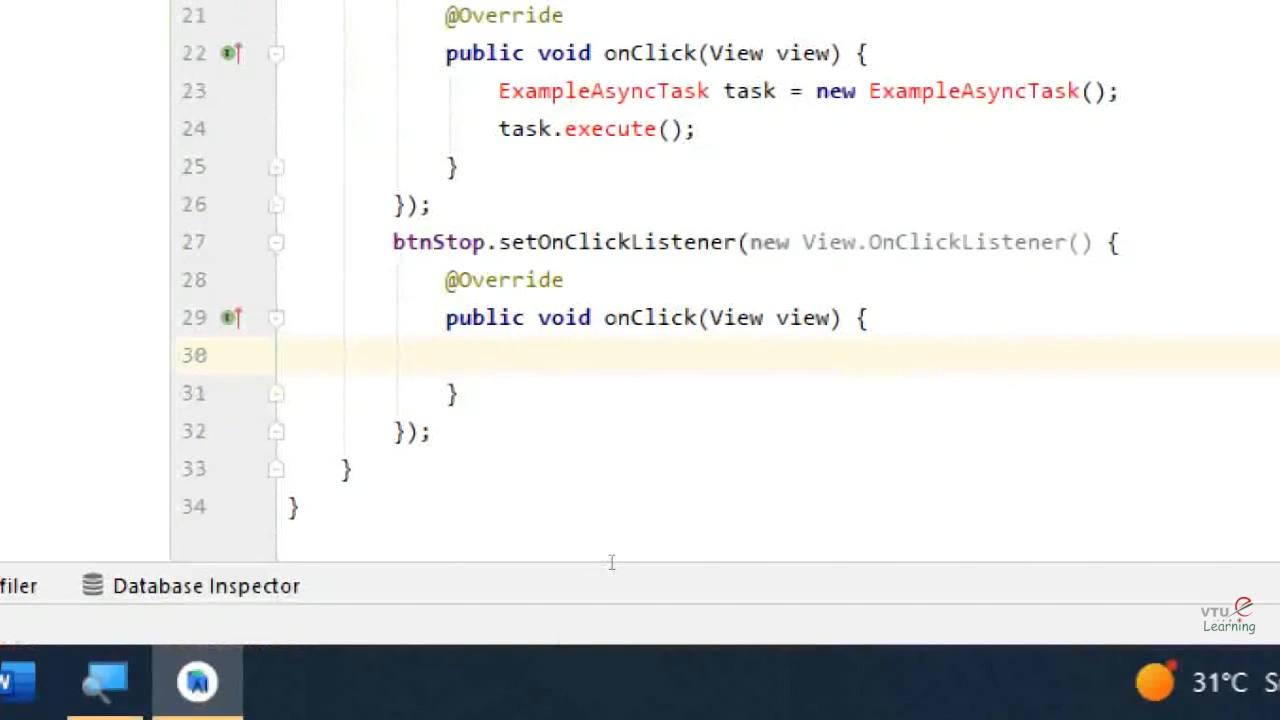 21 @Override
22 public void onClick(View view) {
23 ExampleAsyncTask task = new ExampleAsyncTask();
24 task.execute();
25 }
26 });
27 btnStop.setOnClickListener(new View.OnClickListener() {
28 @Override
29 public void onClick(View view) {
30
31 }
32 });
33 }
34 }
filer Database Inspector
VTU e
Learning
W
31°C S